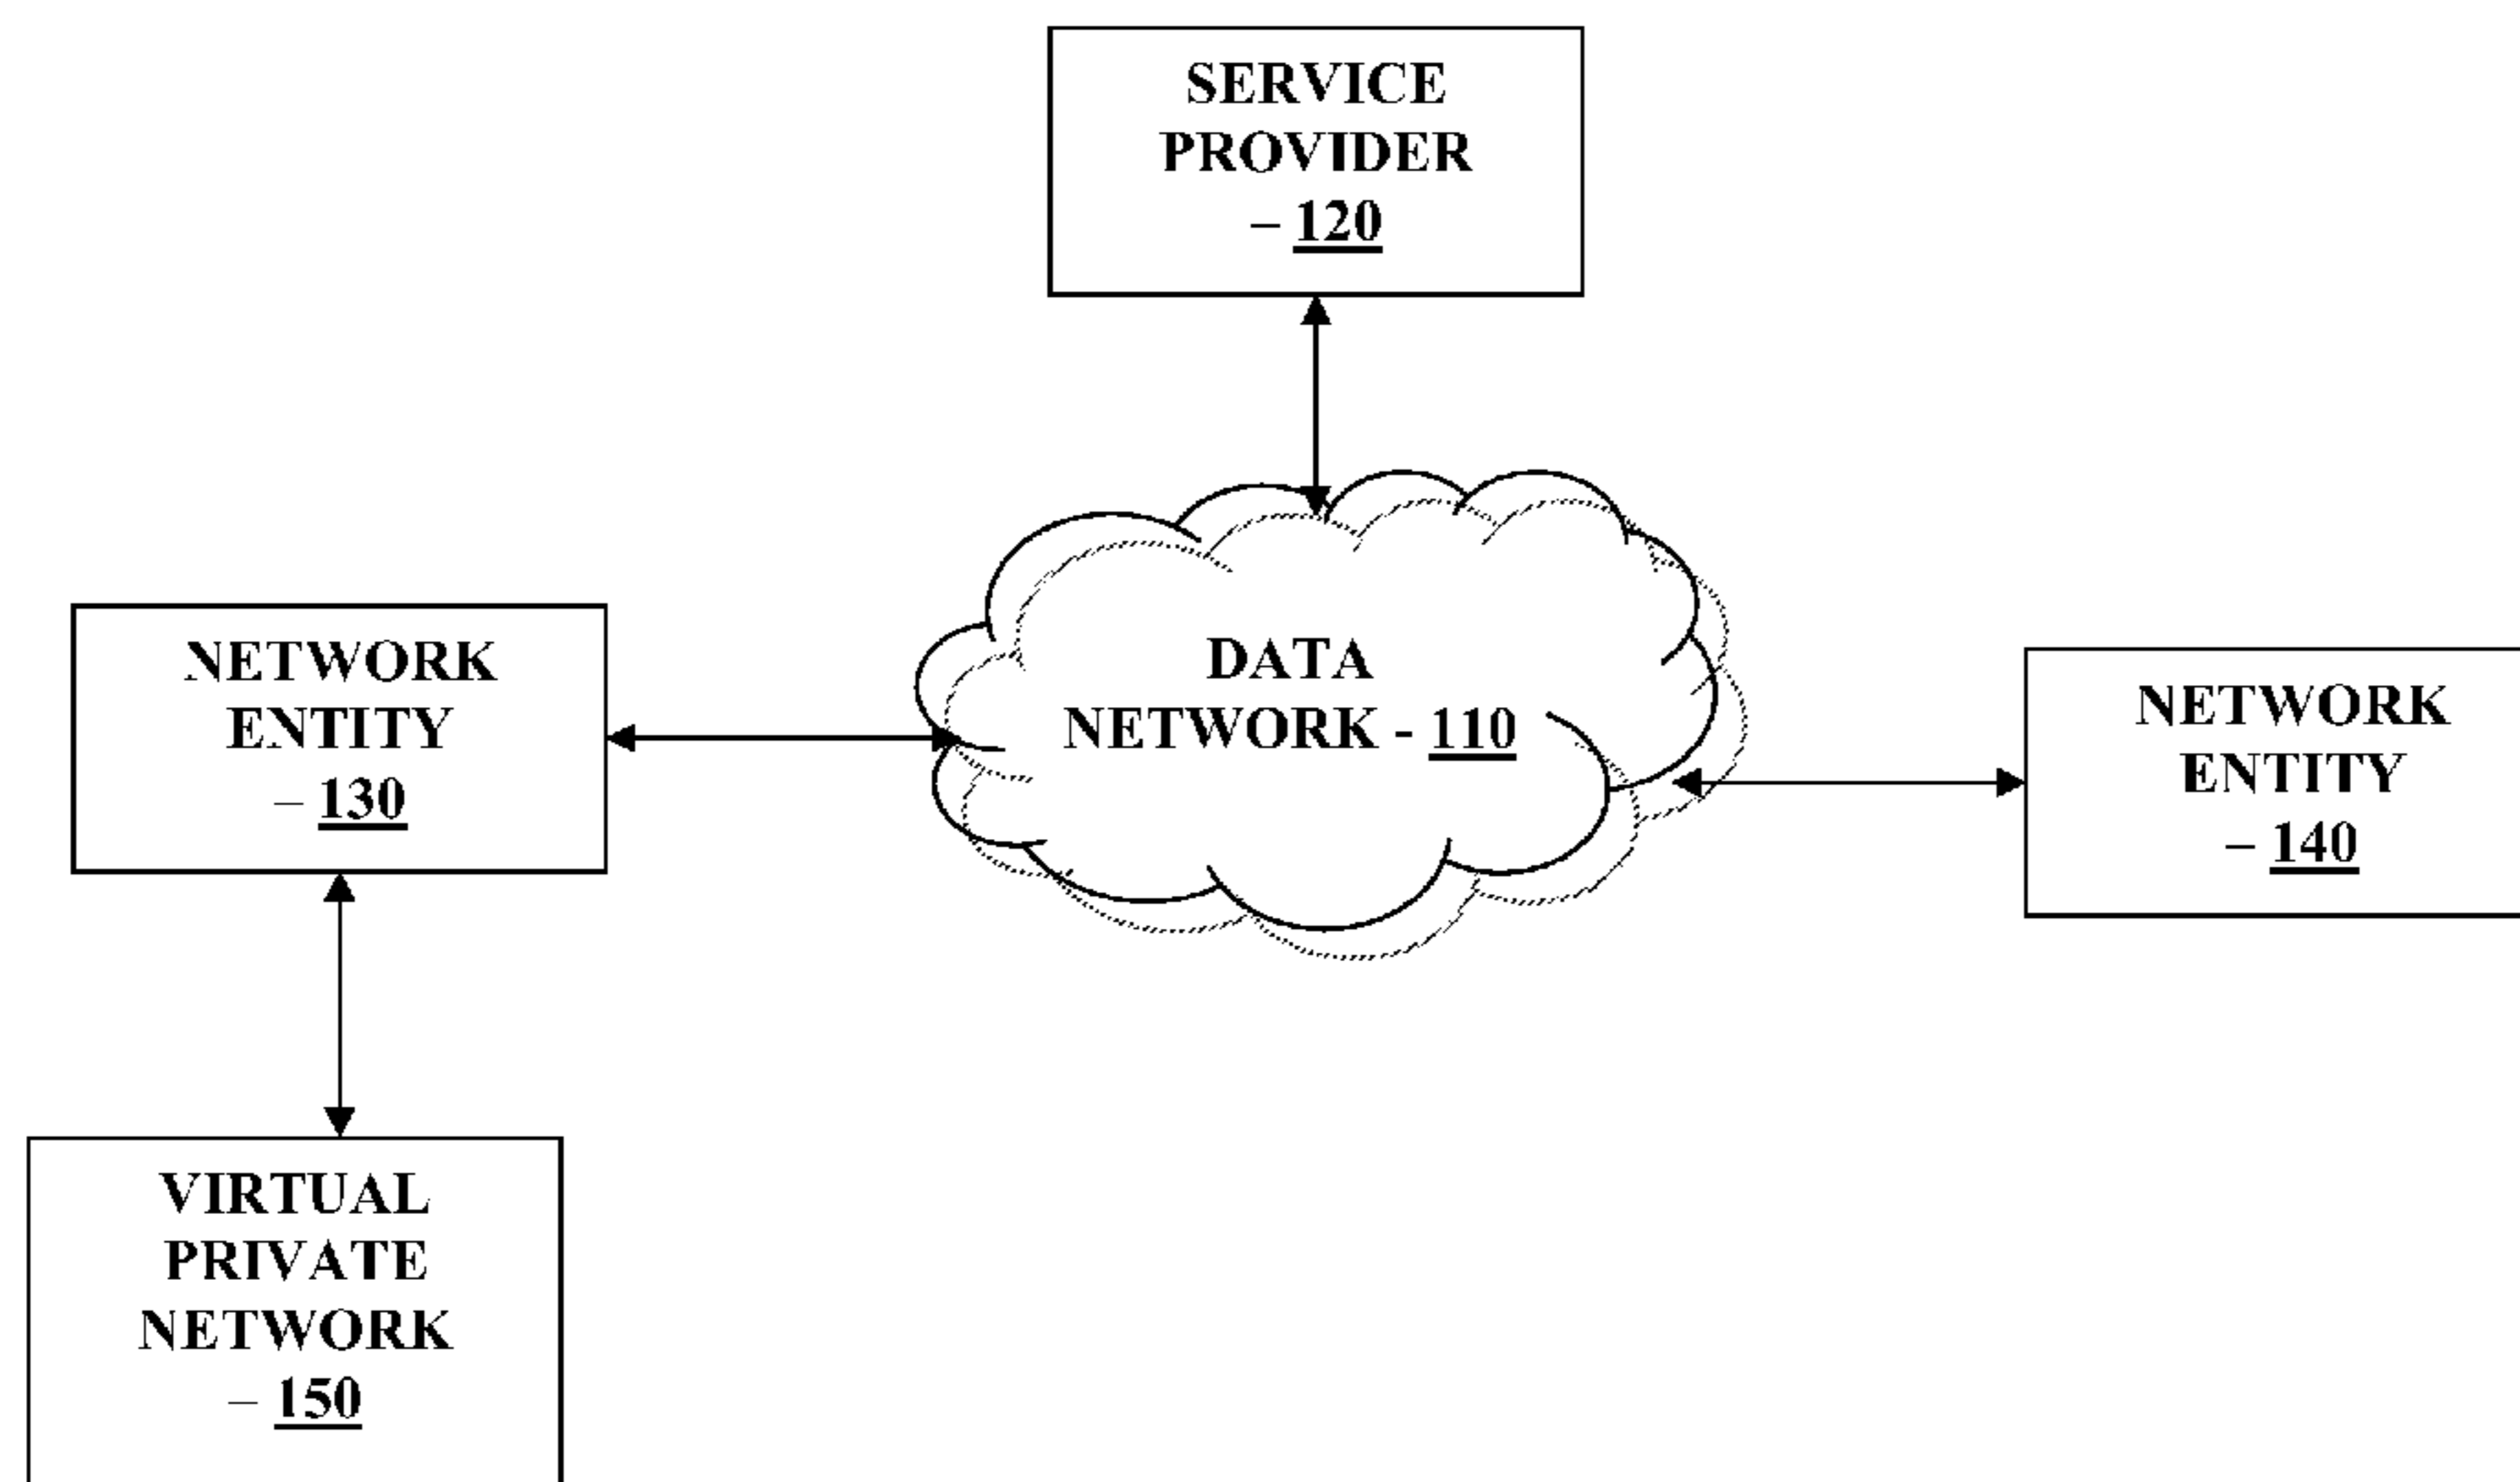 SERVICE
PROVIDER
– 120
NETWORK
ENTITY
– 130
DATA
NETWORK - 110
NETWORK
ENTITY
– 140
VIRTUAL
PRIVATE
NETWORK
– 150